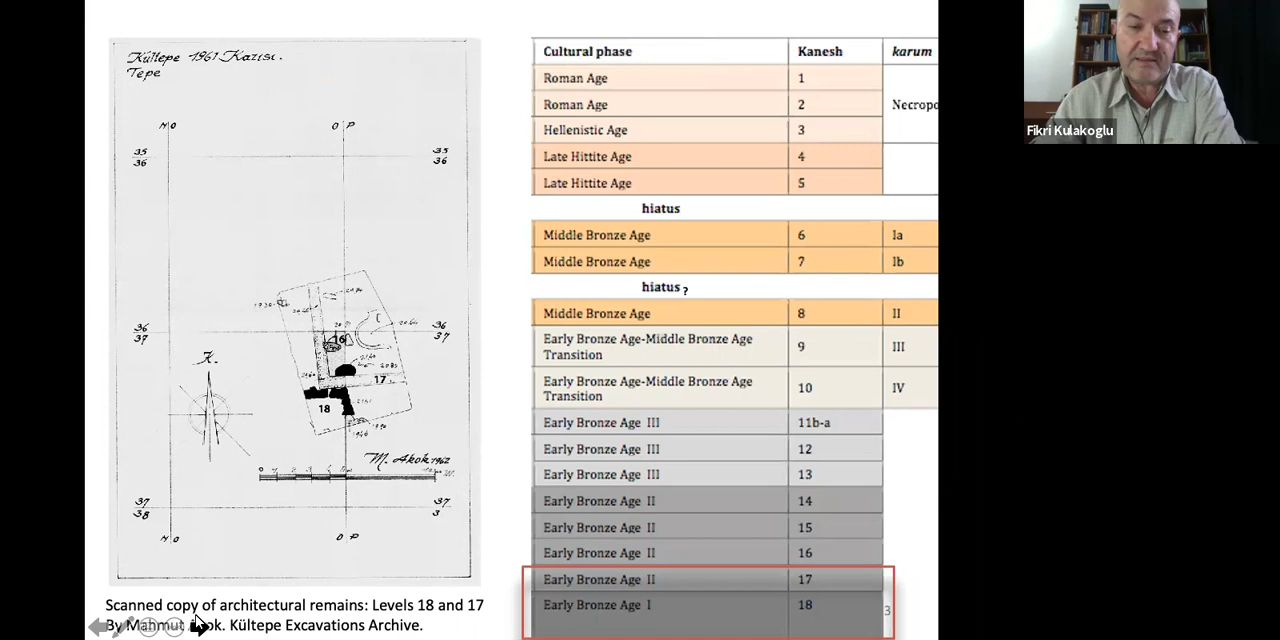 Kültepe 1961 Kazısı.
Tepe
N O
O P
35
36
35
36
36
37
36
37
16
17
18
K.
M. Akok 1962
37
38
37
3
N O
O P
Scanned copy of architectural remains: Levels 18 and 17
By Mahmut Akok. Kültepe Excavations Archive.
Cultural phase Kanesh karum
Roman Age 1
Roman Age 2 Necropo
Hellenistic Age 3
Late Hittite Age 4
Late Hittite Age 5
hiatus
Middle Bronze Age 6 Ia
Middle Bronze Age 7 Ib
hiatus ?
Middle Bronze Age 8 II
Early Bronze Age-Middle Bronze Age
Transition 9 III
Early Bronze Age-Middle Bronze Age
Transition 10 IV
Early Bronze Age III 11b-a
Early Bronze Age III 12
Early Bronze Age III 13
Early Bronze Age II 14
Early Bronze Age II 15
Early Bronze Age II 16
Early Bronze Age II 17
Early Bronze Age I 18
3
Fikri Kulakoglu